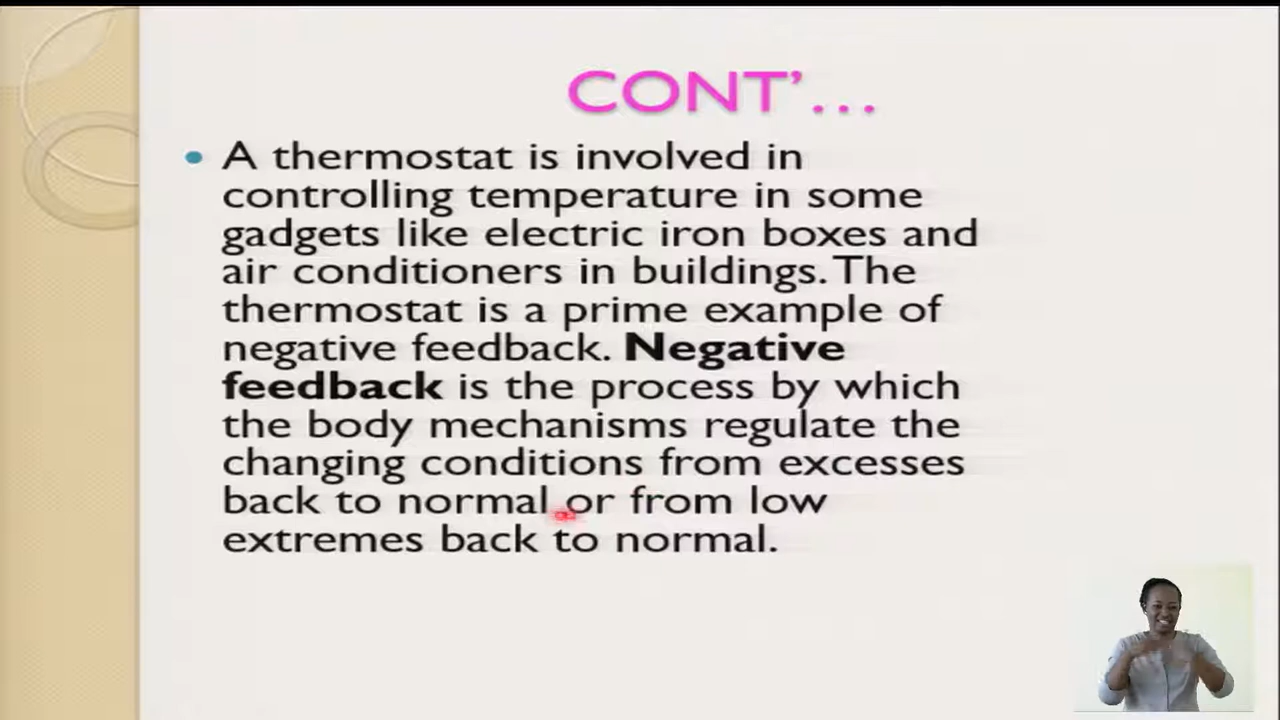 CONT’…
• A thermostat is involved in
controlling temperature in some
gadgets like electric iron boxes and
air conditioners in buildings. The
thermostat is a prime example of
negative feedback. Negative
feedback is the process by which
the body mechanisms regulate the
changing conditions from excesses
back to normal or from low
extremes back to normal.